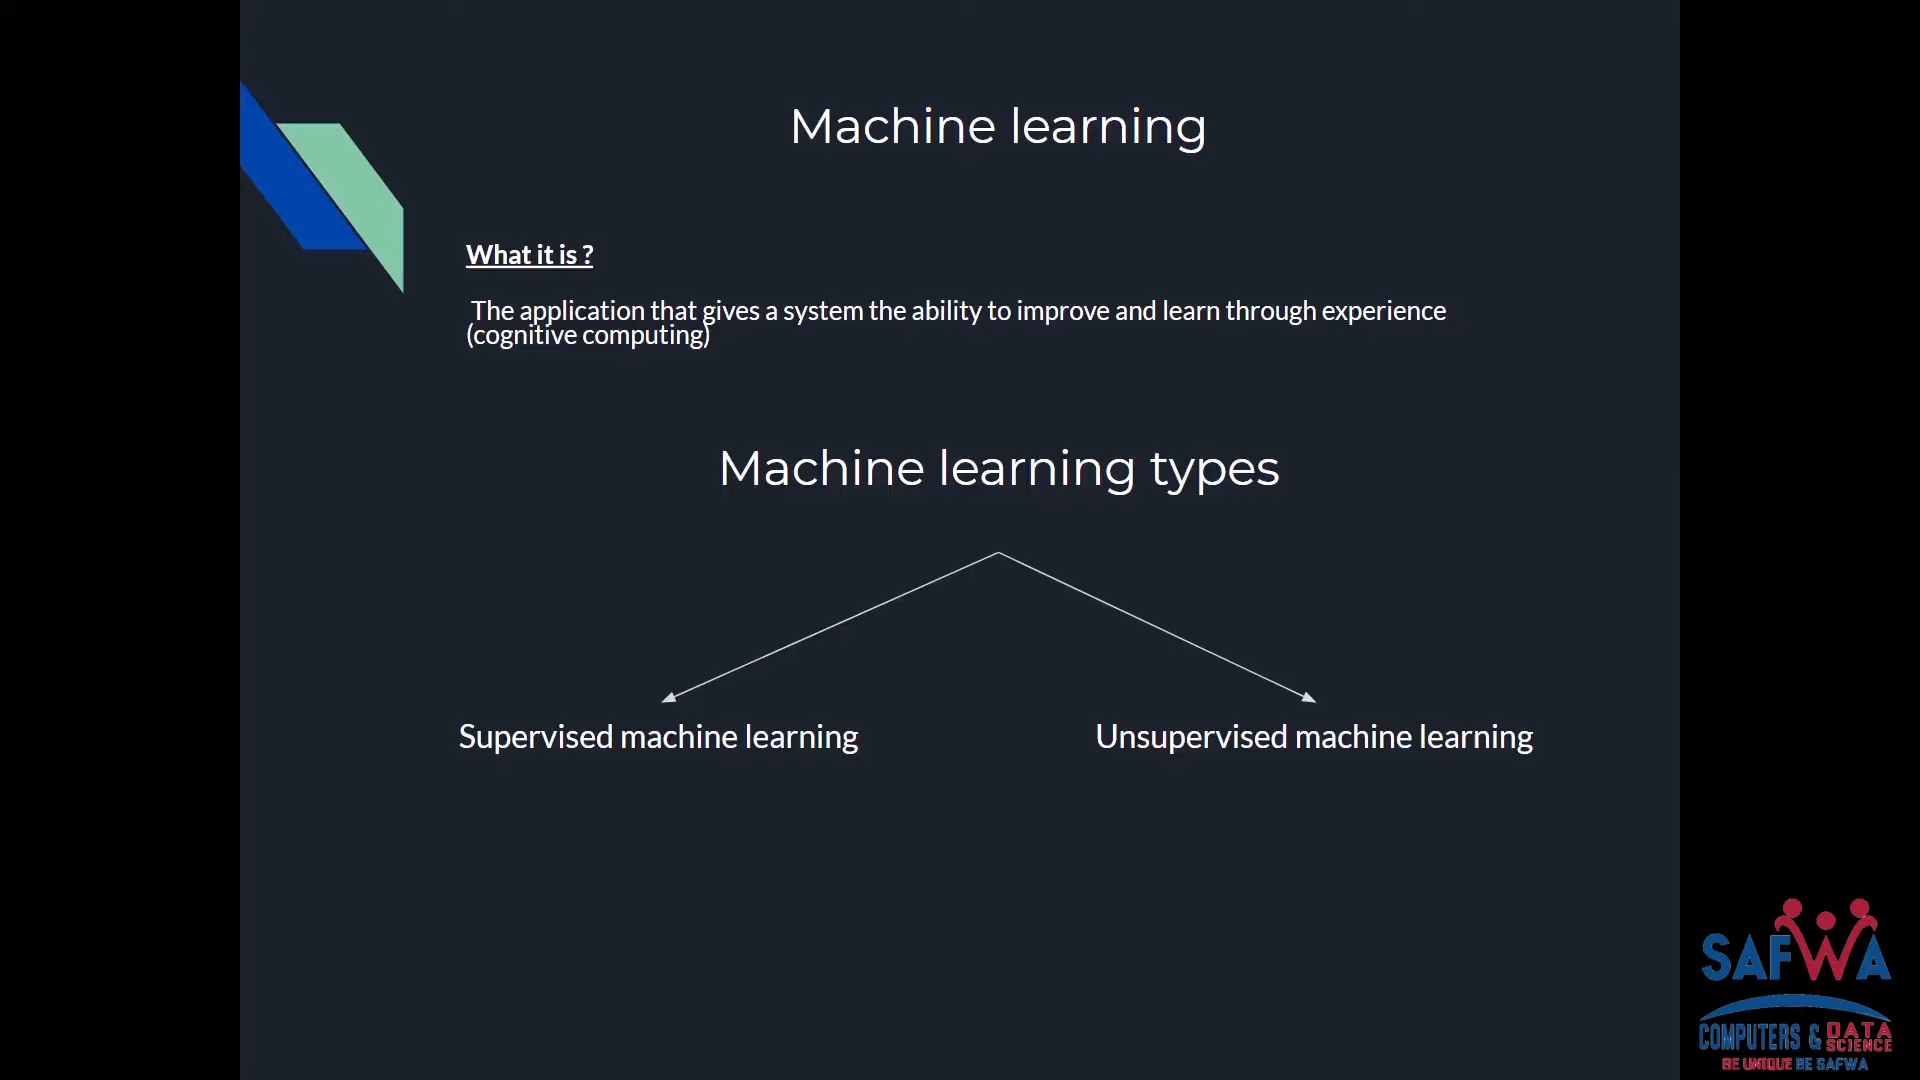 Machine learning
What it is ?
The application that gives a system the ability to improve and learn through experience
(cognitive computing)
Machine learning types
Supervised machine learning
Unsupervised machine learning
SAFWA
COMPUTERS & DATA SCIENCE
BE UNIQUE BE SAFWA